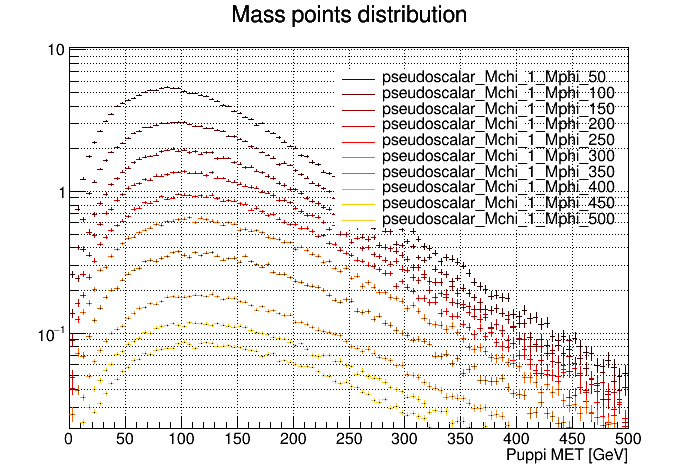 Mass points distribution
10
1
10⁻¹
pseudoscalar_Mchi_1_Mphi_50
pseudoscalar_Mchi_1_Mphi_100
pseudoscalar_Mchi_1_Mphi_150
pseudoscalar_Mchi_1_Mphi_200
pseudoscalar_Mchi_1_Mphi_250
pseudoscalar_Mchi_1_Mphi_300
pseudoscalar_Mchi_1_Mphi_350
pseudoscalar_Mchi_1_Mphi_400
pseudoscalar_Mchi_1_Mphi_450
pseudoscalar_Mchi_1_Mphi_500
0 50 100 150 200 250 300 350 400 450 500
Puppi MET [GeV]